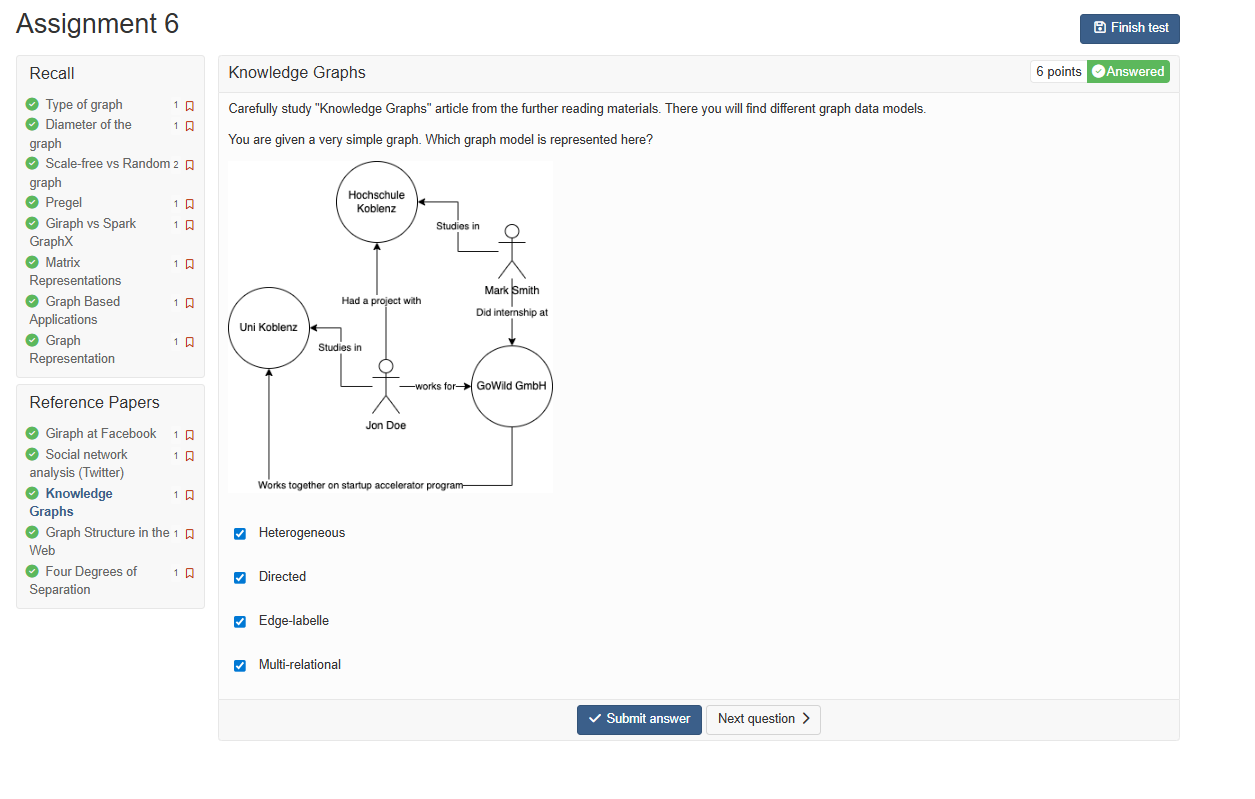 Assignment 6
Finish test
Recall
Type of graph 1
Diameter of the 1
graph
Scale-free vs Random 2
graph
Pregel 1
Giraph vs Spark 1
GraphX
Matrix 1
Representations
Graph Based 1
Applications
Graph 1
Representation
Reference Papers
Giraph at Facebook 1
Social network 1
analysis (Twitter)
Knowledge 1
Graphs
Graph Structure in the 1
Web
Four Degrees of 1
Separation
Knowledge Graphs
6 points Answered
Carefully study "Knowledge Graphs" article from the further reading materials. There you will find different graph data models.
You are given a very simple graph. Which graph model is represented here?
Hochschule
Koblenz
Studies in
Mark Smith
Had a project with
Did internship at
Uni Koblenz
Studies in
works for
GoWild GmbH
Jon Doe
Works together on startup accelerator program
Heterogeneous
Directed
Edge-labelle
Multi-relational
Submit answer
Next question